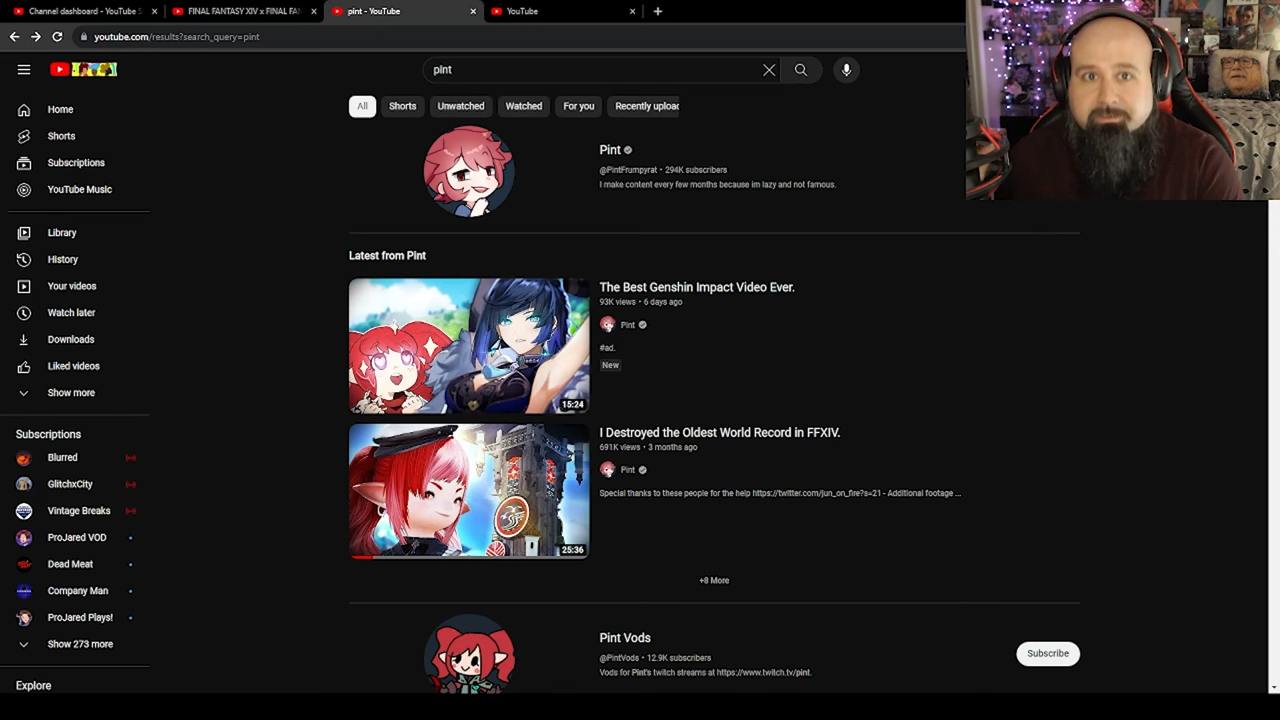 Channel dashboard - YouTube S
FINAL FANTASY XIV x FINAL FAN
pint - YouTube
YouTube
youtube.com/results?search_query=pint
pint
All
Shorts
Unwatched
Watched
For you
Recently uploac
Home
Shorts
Subscriptions
YouTube Music
Library
History
Your videos
Watch later
Downloads
Liked videos
Show more
Subscriptions
Blurred
GlitchxCity
Vintage Breaks
ProJared VOD
Dead Meat
Company Man
ProJared Plays!
Show 273 more
Explore
Pint
@PintFrumpyrat • 294K subscribers
I make content every few months because im lazy and not famous.
Latest from Pint
The Best Genshin Impact Video Ever.
93K views • 6 days ago
Pint
#ad.
New
15:24
I Destroyed the Oldest World Record in FFXIV.
691K views • 3 months ago
Pint
Special thanks to these people for the help https://twitter.com/jun_on_fire?s=21 - Additional footage ...
25:36
+8 More
Pint Vods
@PintVods • 12.9K subscribers
Vods for Pint's twitch streams at https://www.twitch.tv/pint.
Subscribe